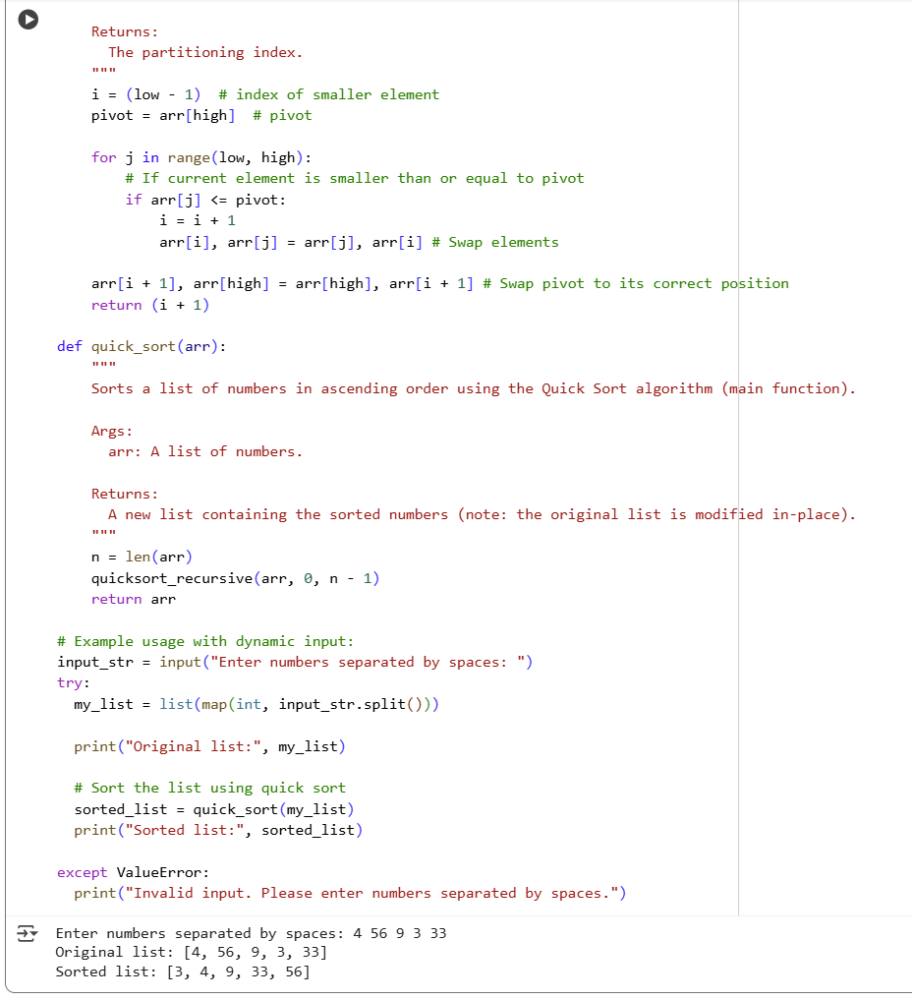 Returns:
      The partitioning index.
    """
    i = (low - 1)  # index of smaller element
    pivot = arr[high]  # pivot

    for j in range(low, high):
        # If current element is smaller than or equal to pivot
        if arr[j] <= pivot:
            i = i + 1
            arr[i], arr[j] = arr[j], arr[i] # Swap elements

    arr[i + 1], arr[high] = arr[high], arr[i + 1] # Swap pivot to its correct position
    return (i + 1)

def quick_sort(arr):
    """
    Sorts a list of numbers in ascending order using the Quick Sort algorithm (main function).

    Args:
      arr: A list of numbers.

    Returns:
      A new list containing the sorted numbers (note: the original list is modified in-place).
    """
    n = len(arr)
    quicksort_recursive(arr, 0, n - 1)
    return arr

# Example usage with dynamic input:
input_str = input("Enter numbers separated by spaces: ")
try:
  my_list = list(map(int, input_str.split()))

  print("Original list:", my_list)

  # Sort the list using quick sort
  sorted_list = quick_sort(my_list)
  print("Sorted list:", sorted_list)

except ValueError:
  print("Invalid input. Please enter numbers separated by spaces.")
Enter numbers separated by spaces: 4 56 9 3 33
Original list: [4, 56, 9, 3, 33]
Sorted list: [3, 4, 9, 33, 56]